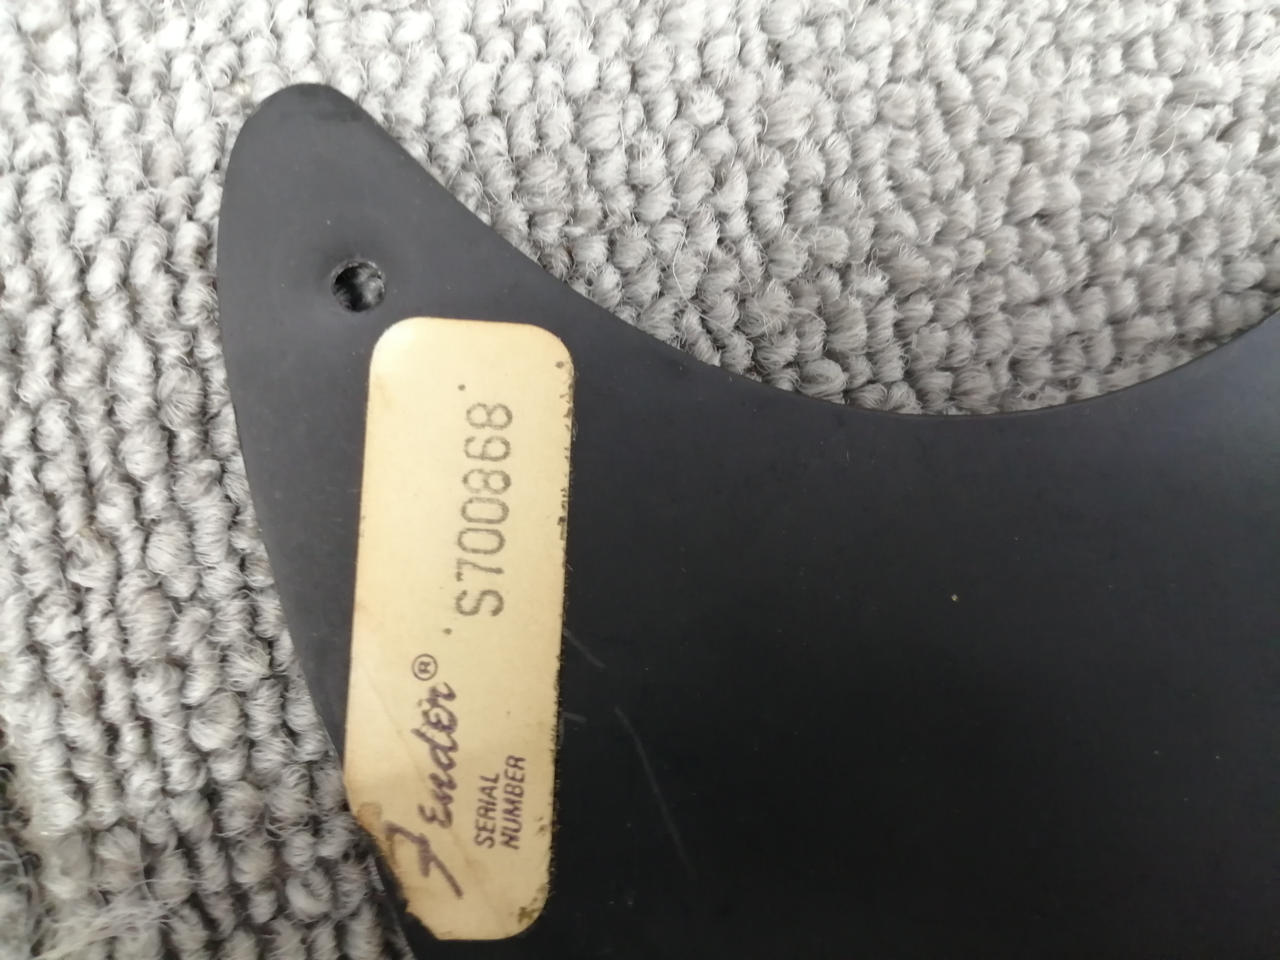 Fender®
SERIAL
NUMBER
S700868